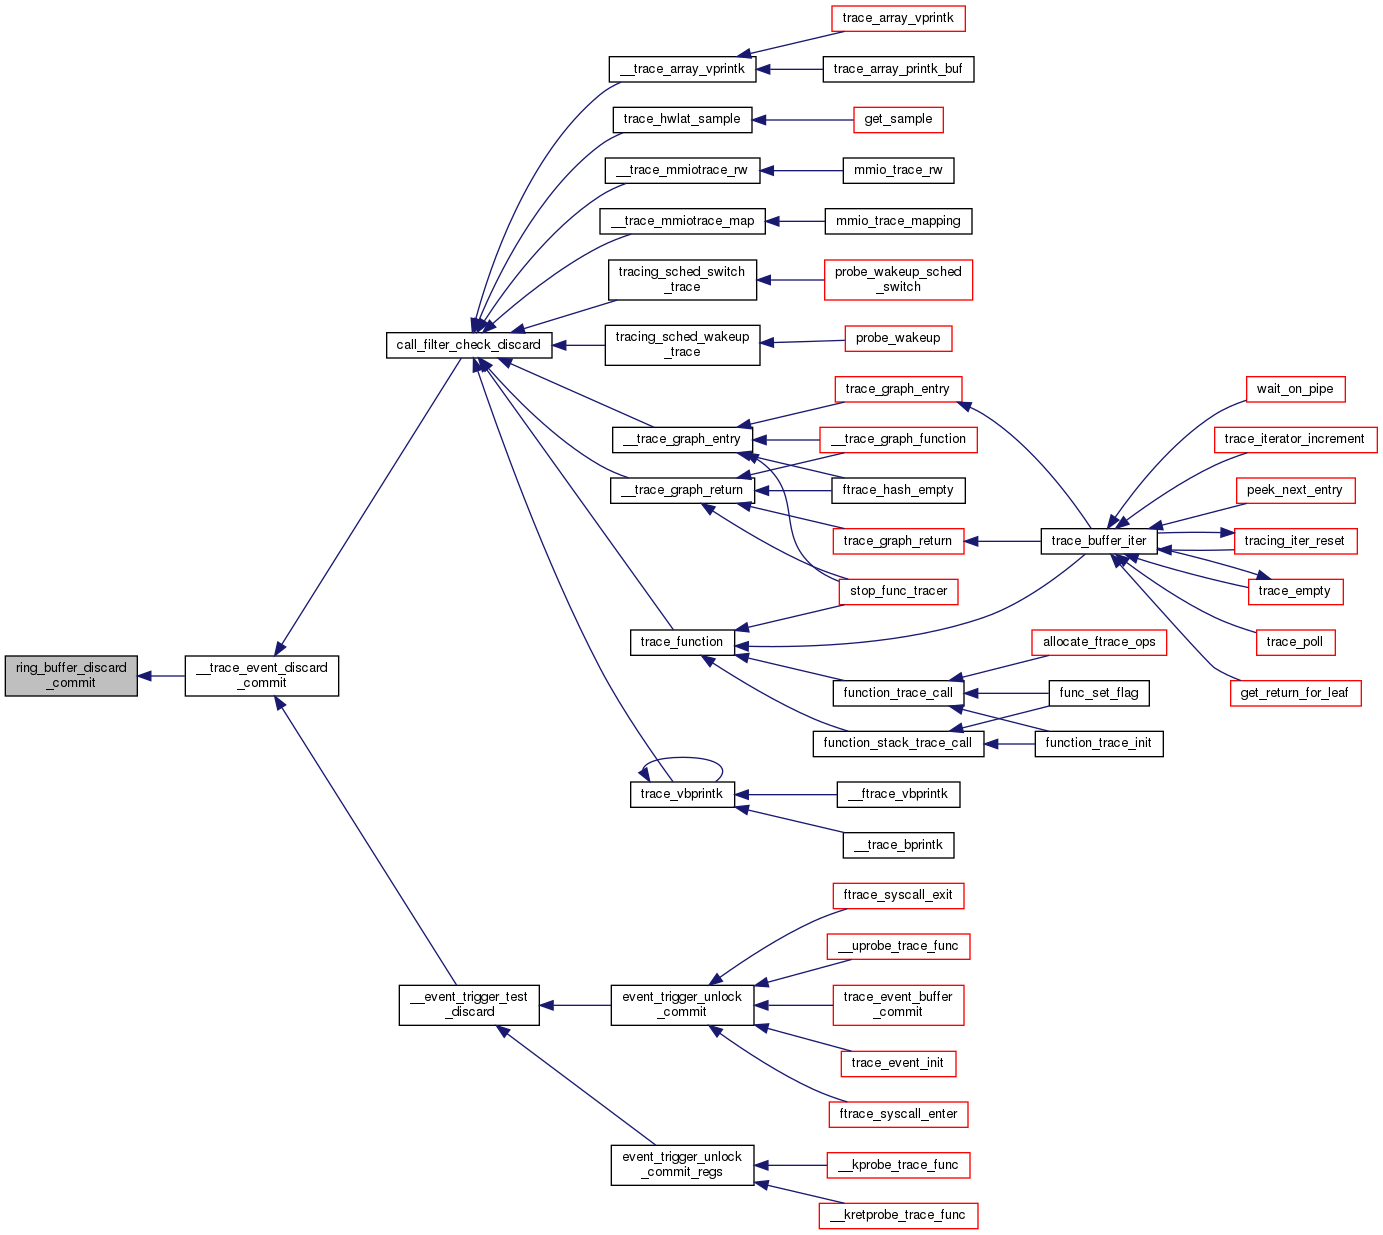 trace_array_vprintk
__trace_array_vprintk
trace_array_printk_buf
trace_hwlat_sample
get_sample
__trace_mmiotrace_rw
mmio_trace_rw
__trace_mmiotrace_map
mmio_trace_mapping
tracing_sched_switch
_trace
probe_wakeup_sched
_switch
call_filter_check_discard
tracing_sched_wakeup
_trace
probe_wakeup
trace_graph_entry
wait_on_pipe
__trace_graph_entry
__trace_graph_function
trace_iterator_increment
__trace_graph_return
ftrace_hash_empty
peek_next_entry
trace_graph_return
trace_buffer_iter
tracing_iter_reset
stop_func_tracer
trace_empty
trace_function
allocate_ftrace_ops
trace_poll
ring_buffer_discard
_commit
__trace_event_discard
_commit
function_trace_call
func_set_flag
get_return_for_leaf
function_stack_trace_call
function_trace_init
trace_vbprintk
__ftrace_vbprintk
__trace_bprintk
ftrace_syscall_exit
__uprobe_trace_func
__event_trigger_test
_discard
event_trigger_unlock
_commit
trace_event_buffer
_commit
trace_event_init
ftrace_syscall_enter
event_trigger_unlock
_commit_regs
__kprobe_trace_func
__kretprobe_trace_func